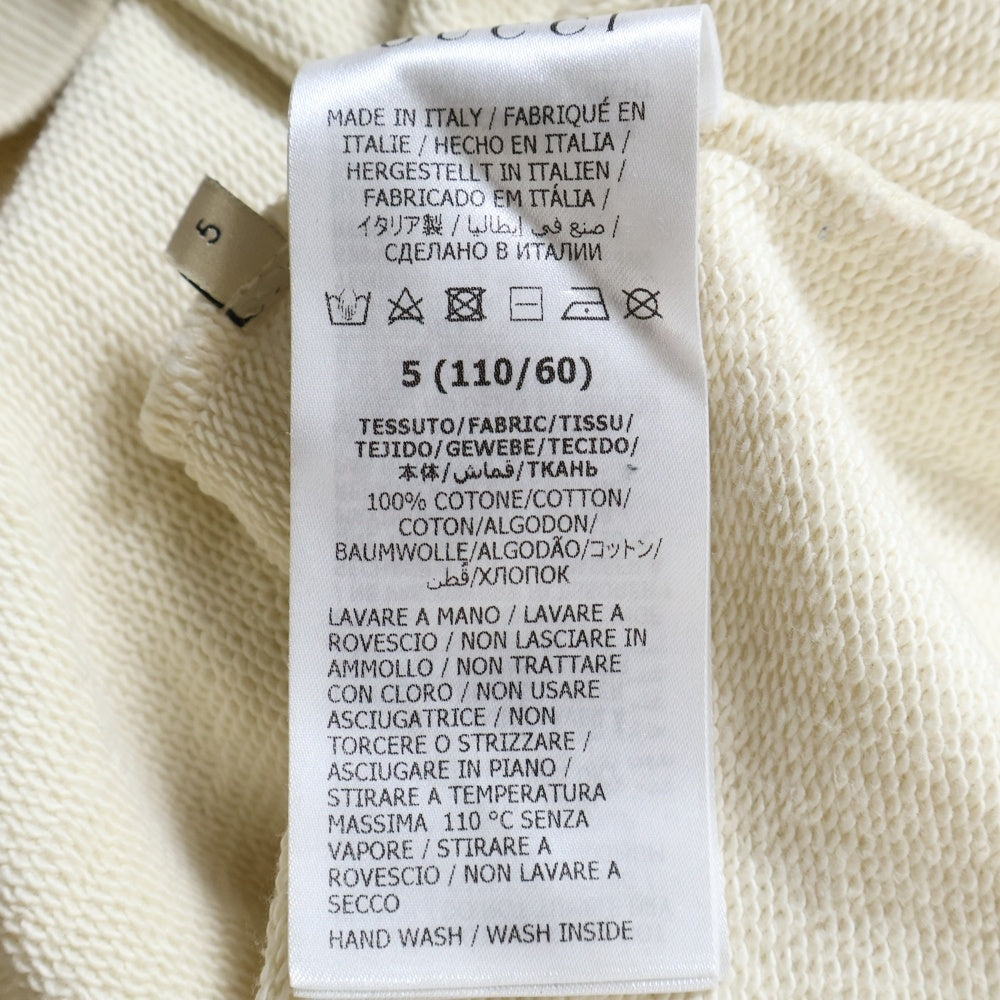 GUCCI
MADE IN ITALY / FABRIQUÉ EN
ITALIE / HECHO EN ITALIA /
HERGESTELLT IN ITALIEN /
FABRICADO EM ITÁLIA /
イタリア製 / صنع في إيطاليا /
СДЕЛАНО В ИТАЛИИ
5
5 (110/60)
TESSUTO/FABRIC/TISSU/
TEJIDO/GEWEBE/TECIDO/
本体/قماش/ТКАНЬ
100% COTONE/COTTON/
COTON/ALGODON/
BAUMWOLLE/ALGODÃO/コットン/
قُطن/ХЛОПОК
LAVARE A MANO / LAVARE A
ROVESCIO / NON LASCIARE IN
AMMOLLO / NON TRATTARE
CON CLORO / NON USARE
ASCIUGATRICE / NON
TORCERE O STRIZZARE /
ASCIUGARE IN PIANO /
STIRARE A TEMPERATURA
MASSIMA 110 °C SENZA
VAPORE / STIRARE A
ROVESCIO / NON LAVARE A
SECCO
HAND WASH / WASH INSIDE